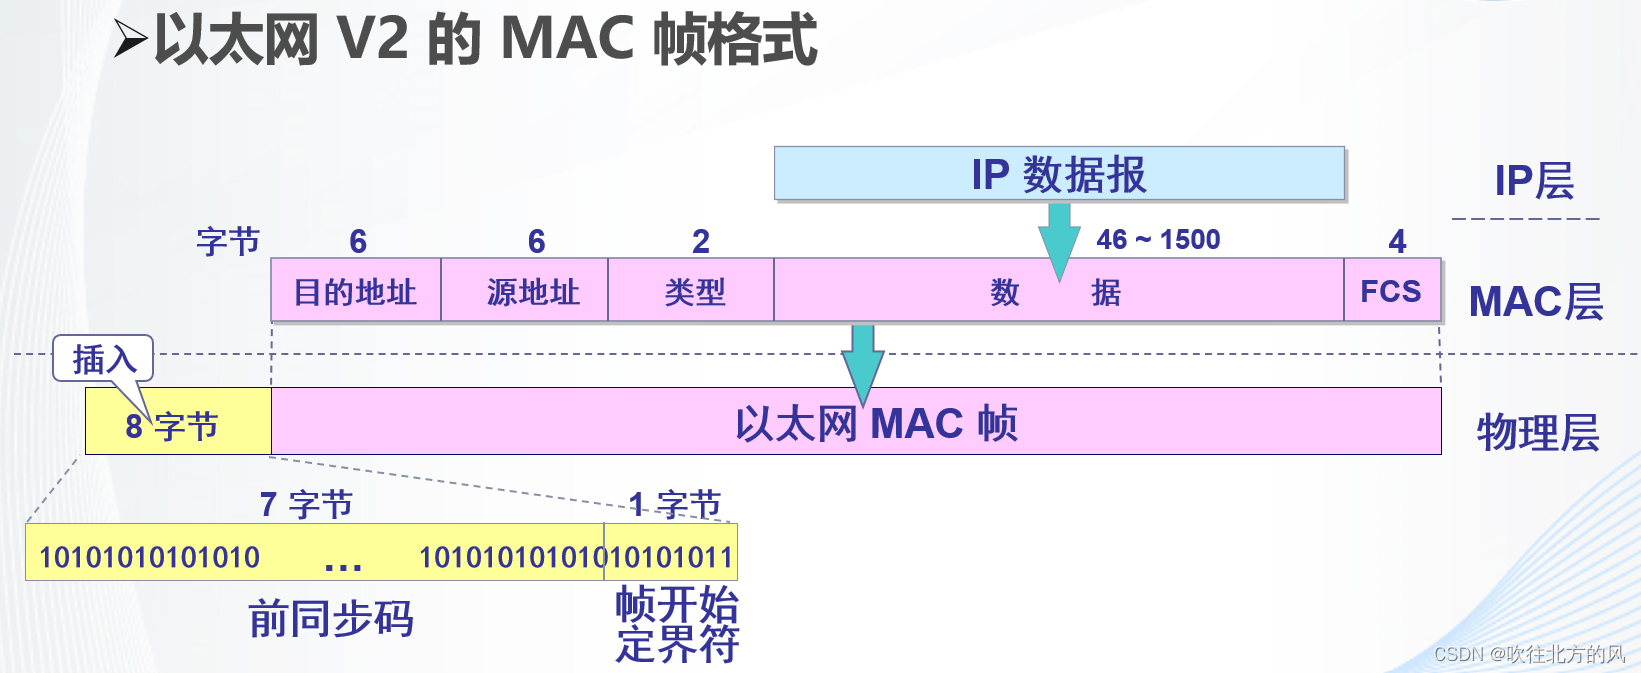 ➢以太网 V2 的 MAC 帧格式
IP 数据报
IP层
字节 6 6 2 46 ~ 1500 4
目的地址 源地址 类型 数 据 FCS
MAC层
插入
8 字节 以太网 MAC 帧
物理层
7 字节 1 字节
10101010101010 ... 101010101010 10101011
前同步码
帧开始
定界符
CSDN @吹往北方的风